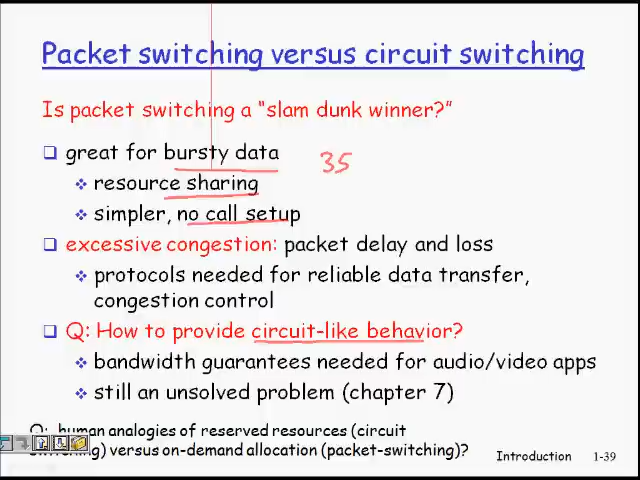 Packet switching versus circuit switching
Is packet switching a “slam dunk winner?”
great for bursty data
35
resource sharing
simpler, no call setup
excessive congestion: packet delay and loss
protocols needed for reliable data transfer,
congestion control
Q: How to provide circuit-like behavior?
bandwidth guarantees needed for audio/video apps
still an unsolved problem (chapter 7)
Q: human analogies of reserved resources (circuit
switching) versus on-demand allocation (packet-switching)?
Introduction 1-39